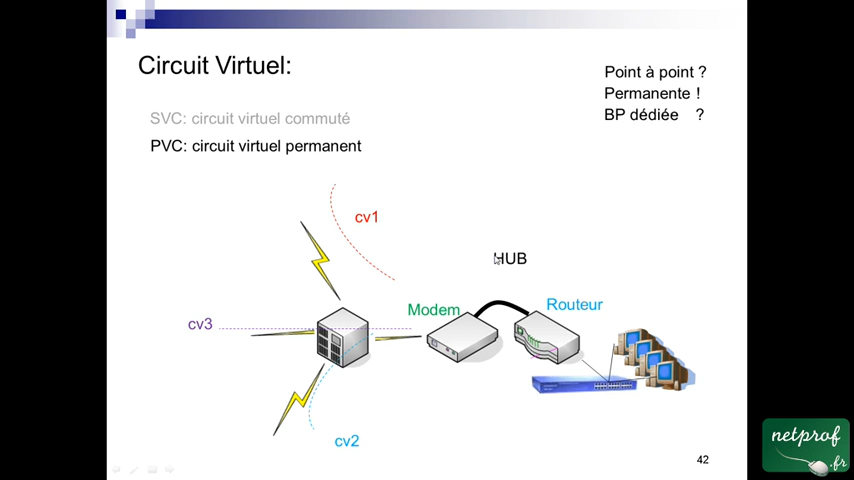 Circuit Virtuel:
Point à point ?
Permanente !
BP dédiée ?
SVC: circuit virtuel commuté
PVC: circuit virtuel permanent
cv1
HUB
Modem
Routeur
cv3
cv2
42
netprof
.fr